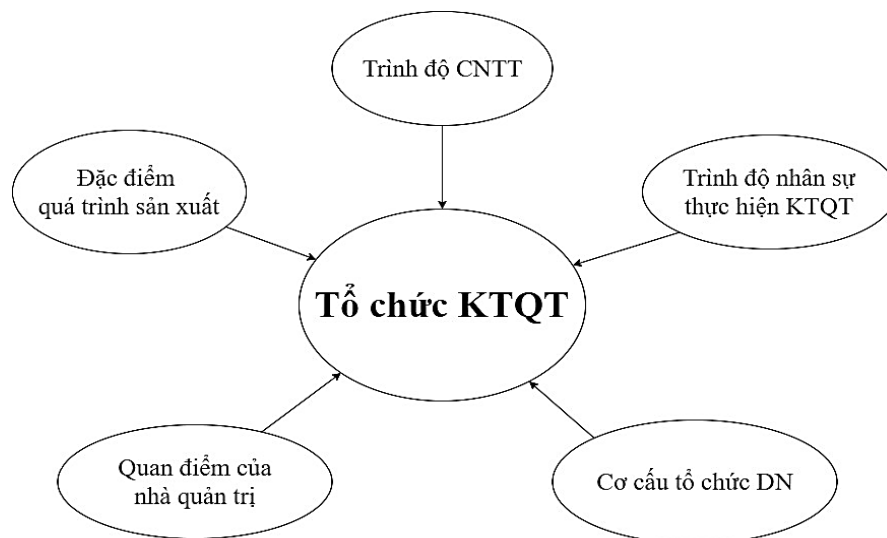 Trình độ CNTT
Đặc điểm
quá trình sản xuất
Trình độ nhân sự
thực hiện KTQT
Tổ chức KTQT
Quan điểm của
nhà quản trị
Cơ cấu tổ chức DN